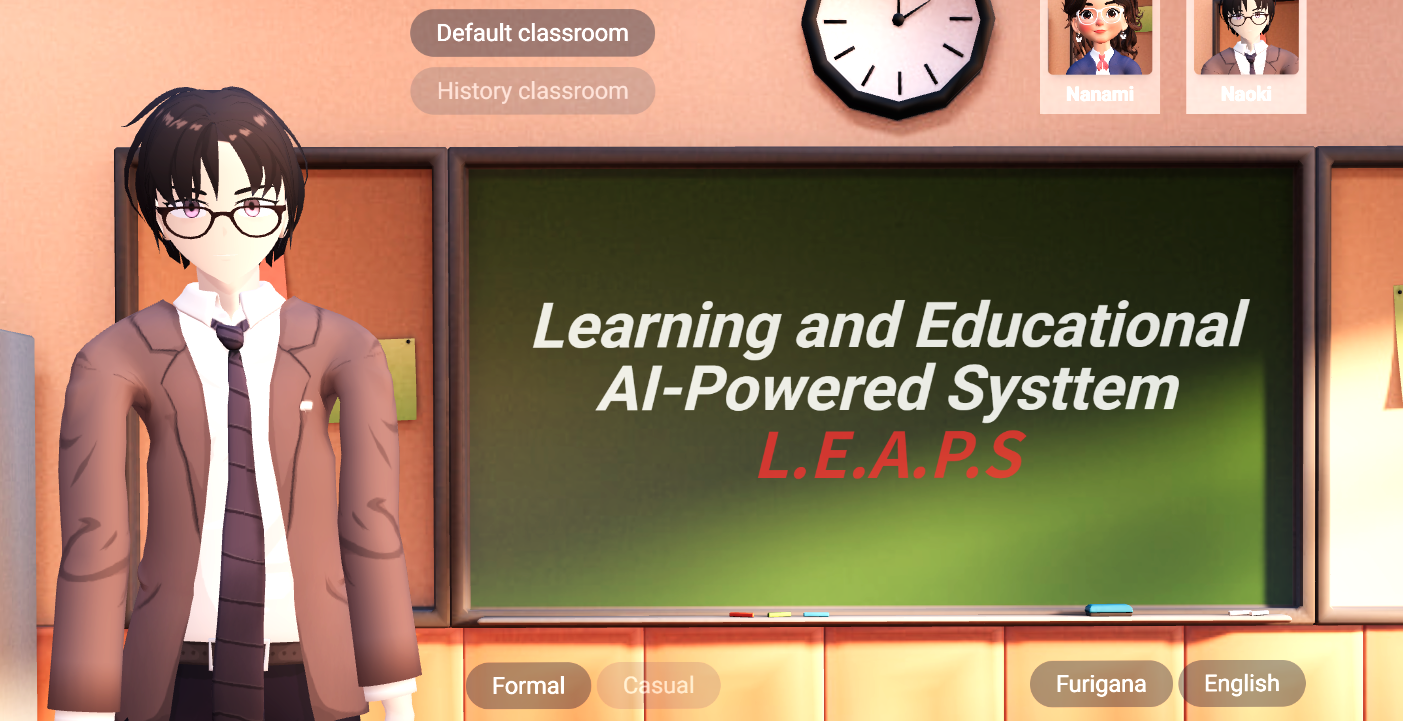 Default classroom
History classroom
Nanami
Naoki
Learning and Educational
AI-Powered Systtem
L.E.A.P.S
Formal
Casual
Furigana
English